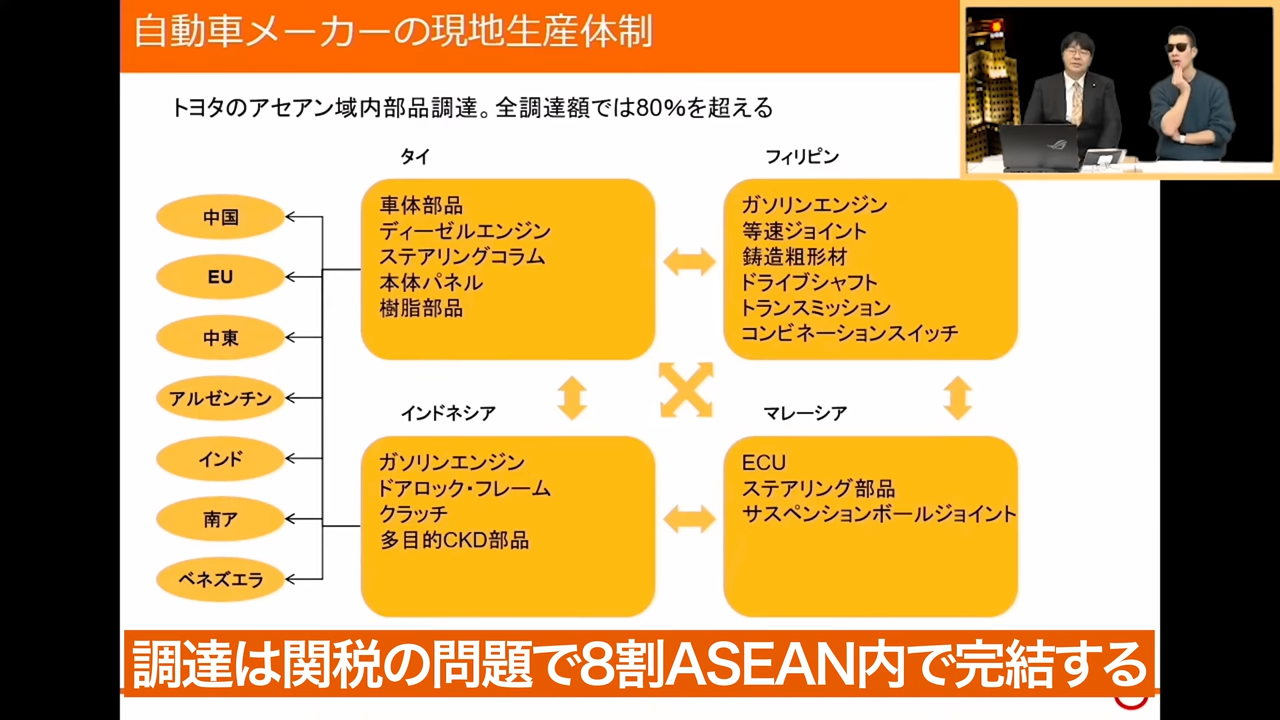 自動車メーカーの現地生産体制
トヨタのアセアン域内部品調達。全調達額では80%を超える
タイ
フィリピン
中国
EU
中東
アルゼンチン
インド
南ア
ベネズエラ
車体部品
ディーゼルエンジン
ステアリングコラム
本体パネル
樹脂部品
ガソリンエンジン
等速ジョイント
鋳造粗形材
ドライブシャフト
トランスミッション
コンビネーションスイッチ
インドネシア
マレーシア
ガソリンエンジン
ドアロック・フレーム
クラッチ
多目的CKD部品
ECU
ステアリング部品
サスペンションボールジョイント
調達は関税の問題で8割ASEAN内で完結する